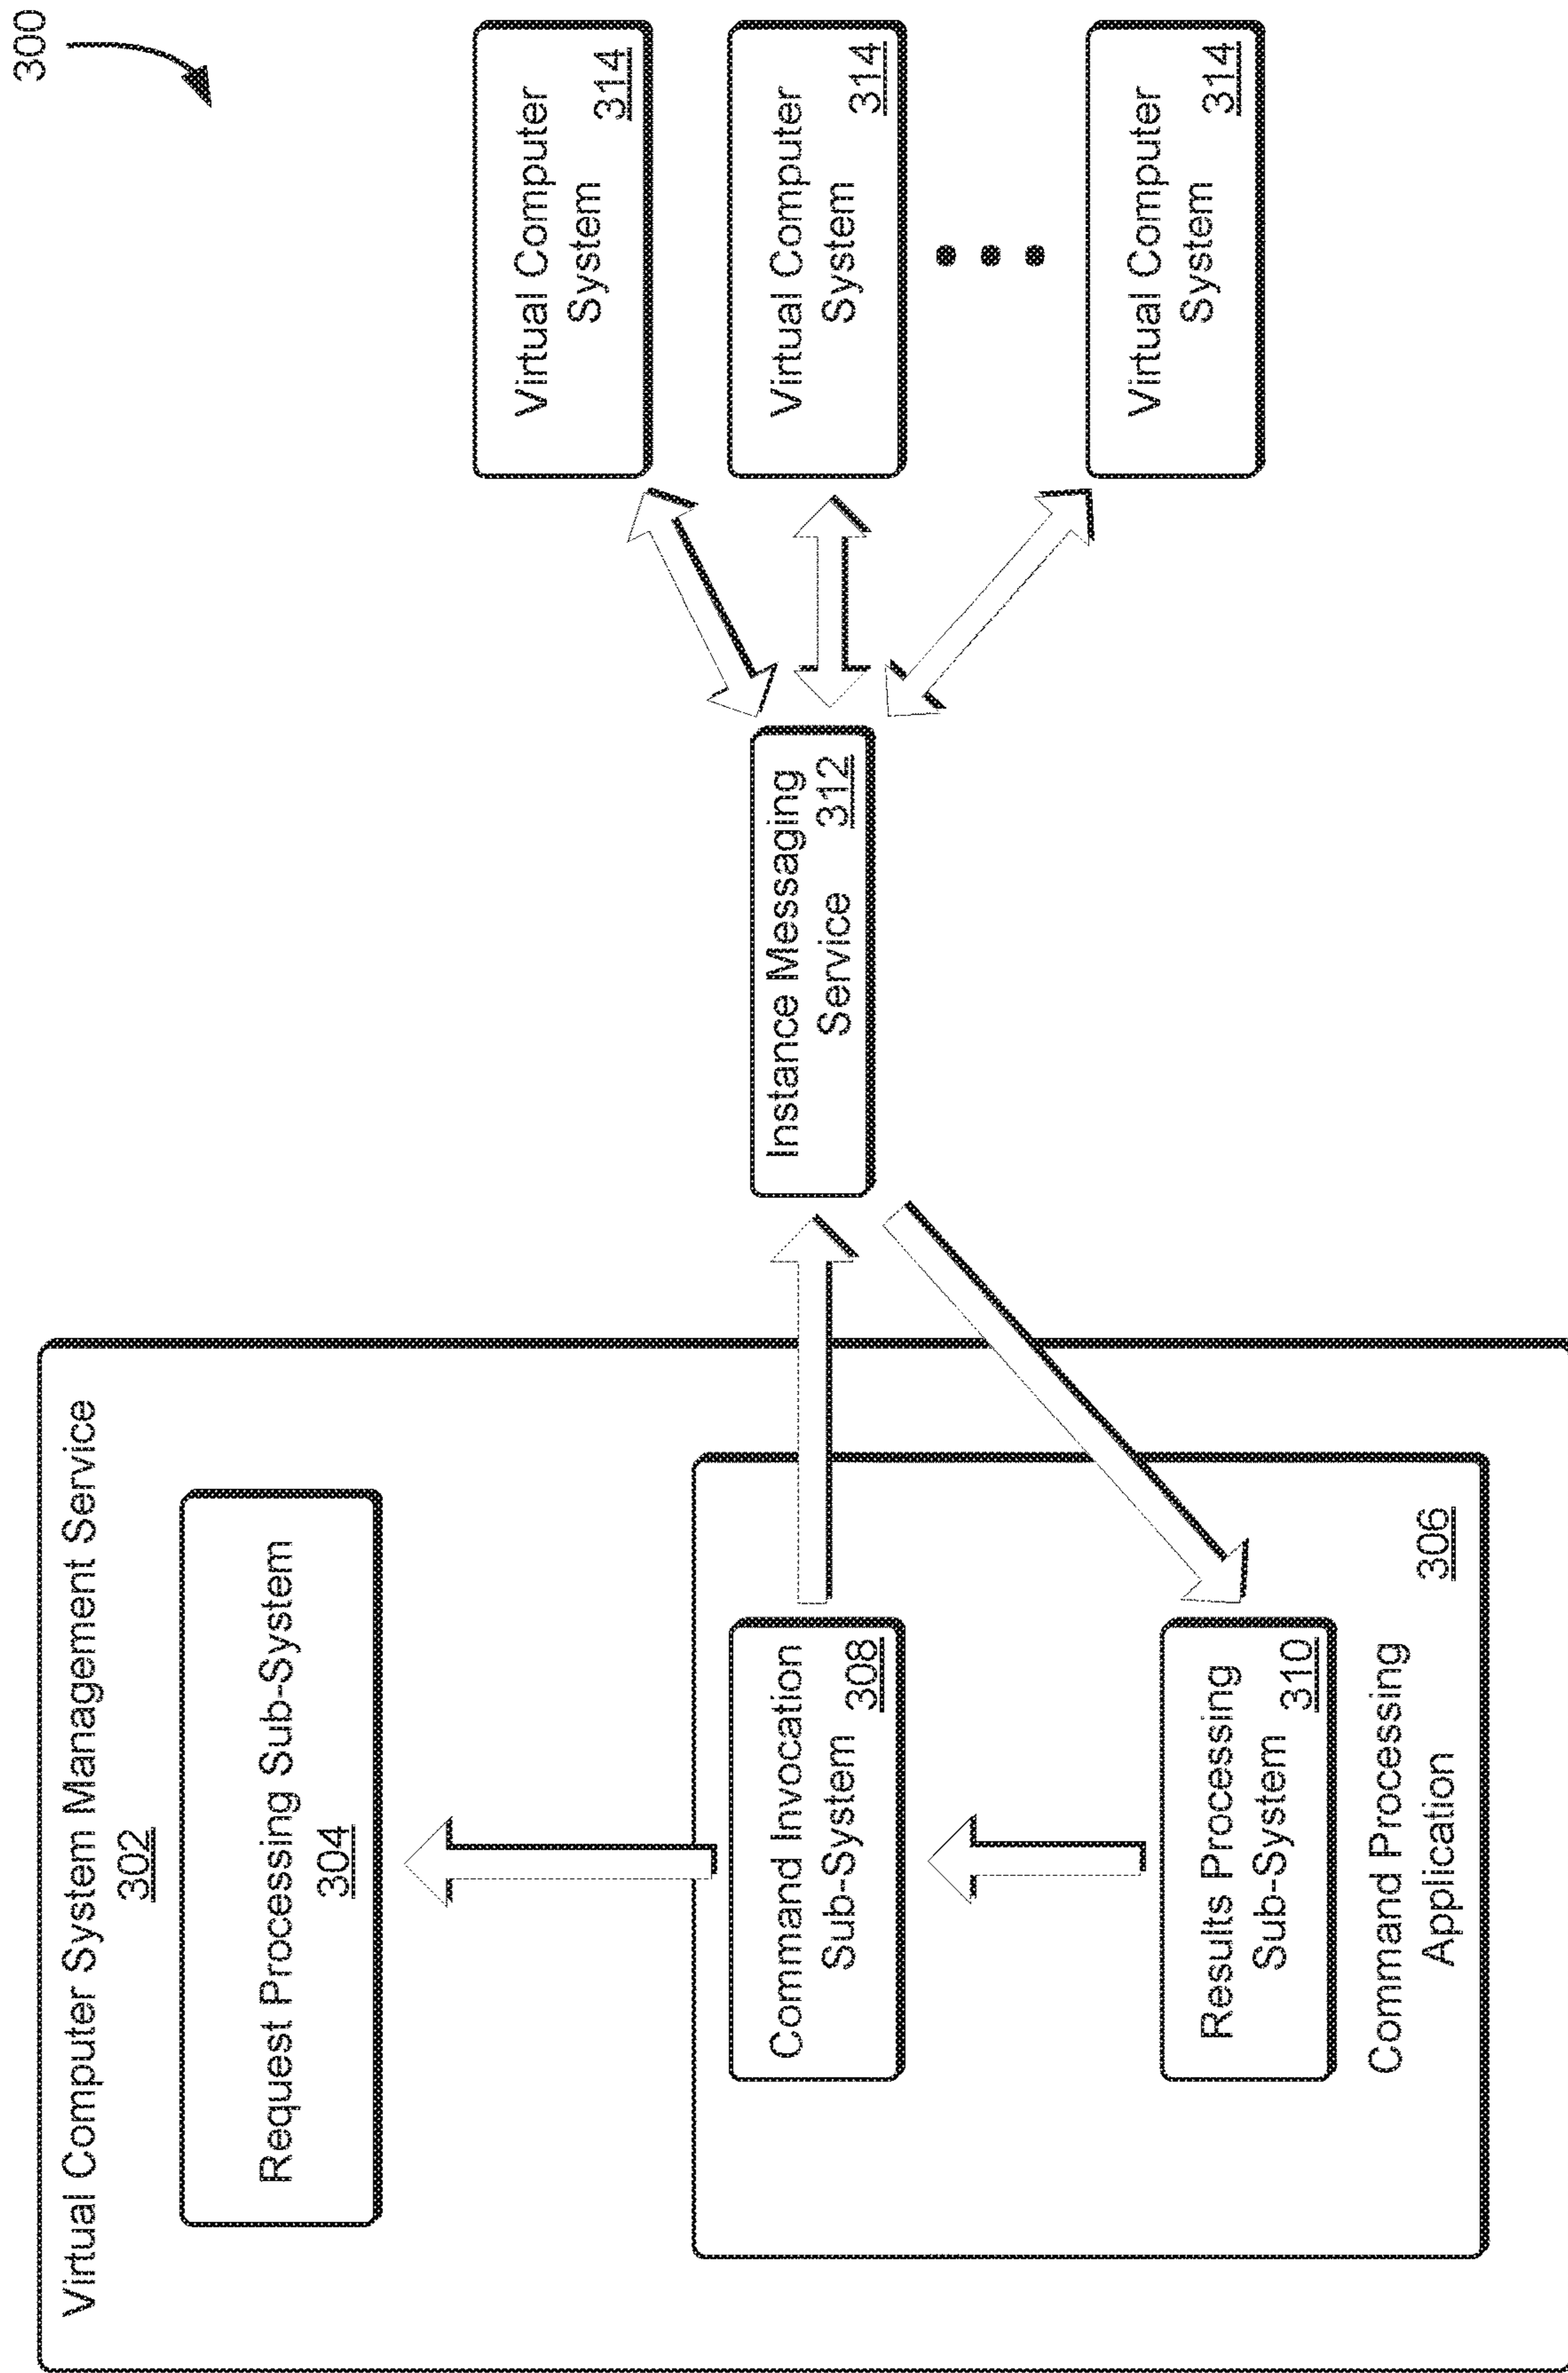 300
Virtual Computer System Management Service
302
Request Processing Sub-System
304
Command Invocation
Sub-System 308
Results Processing
Sub-System 310
Command Processing
Application 306
Instance Messaging
Service 312
Virtual Computer
System 314
Virtual Computer
System 314
Virtual Computer
System 314